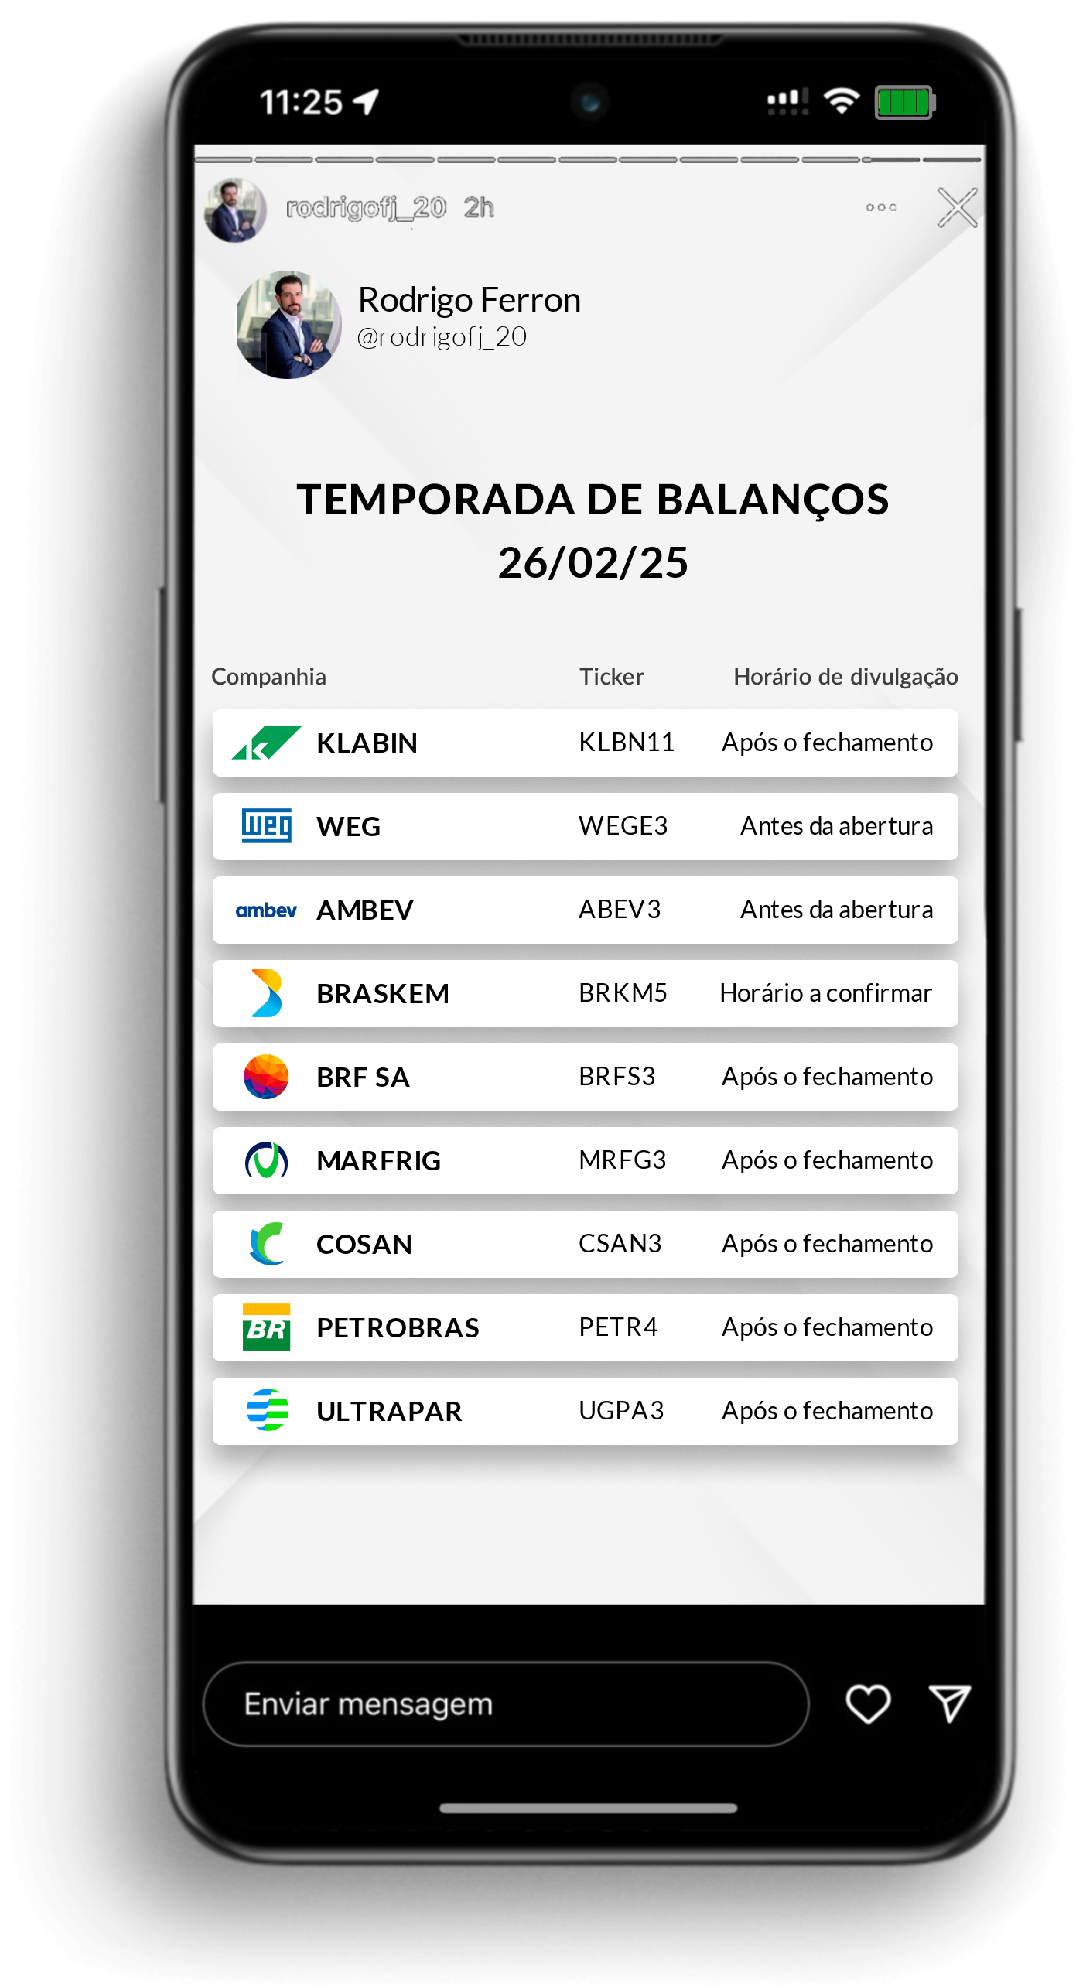 11:25
rodrigofj_20 2h
Rodrigo Ferron
@rodrigofj_20
TEMPORADA DE BALANÇOS
26/02/25
Companhia Ticker Horário de divulgação
KLABIN KLBN11 Após o fechamento
weg WEG WEGE3 Antes da abertura
ambev AMBEV ABEV3 Antes da abertura
BRASKEM BRKM5 Horário a confirmar
BRF SA BRFS3 Após o fechamento
MARFRIG MRFG3 Após o fechamento
COSAN CSAN3 Após o fechamento
BR PETROBRAS PETR4 Após o fechamento
ULTRAPAR UGPA3 Após o fechamento
Enviar mensagem